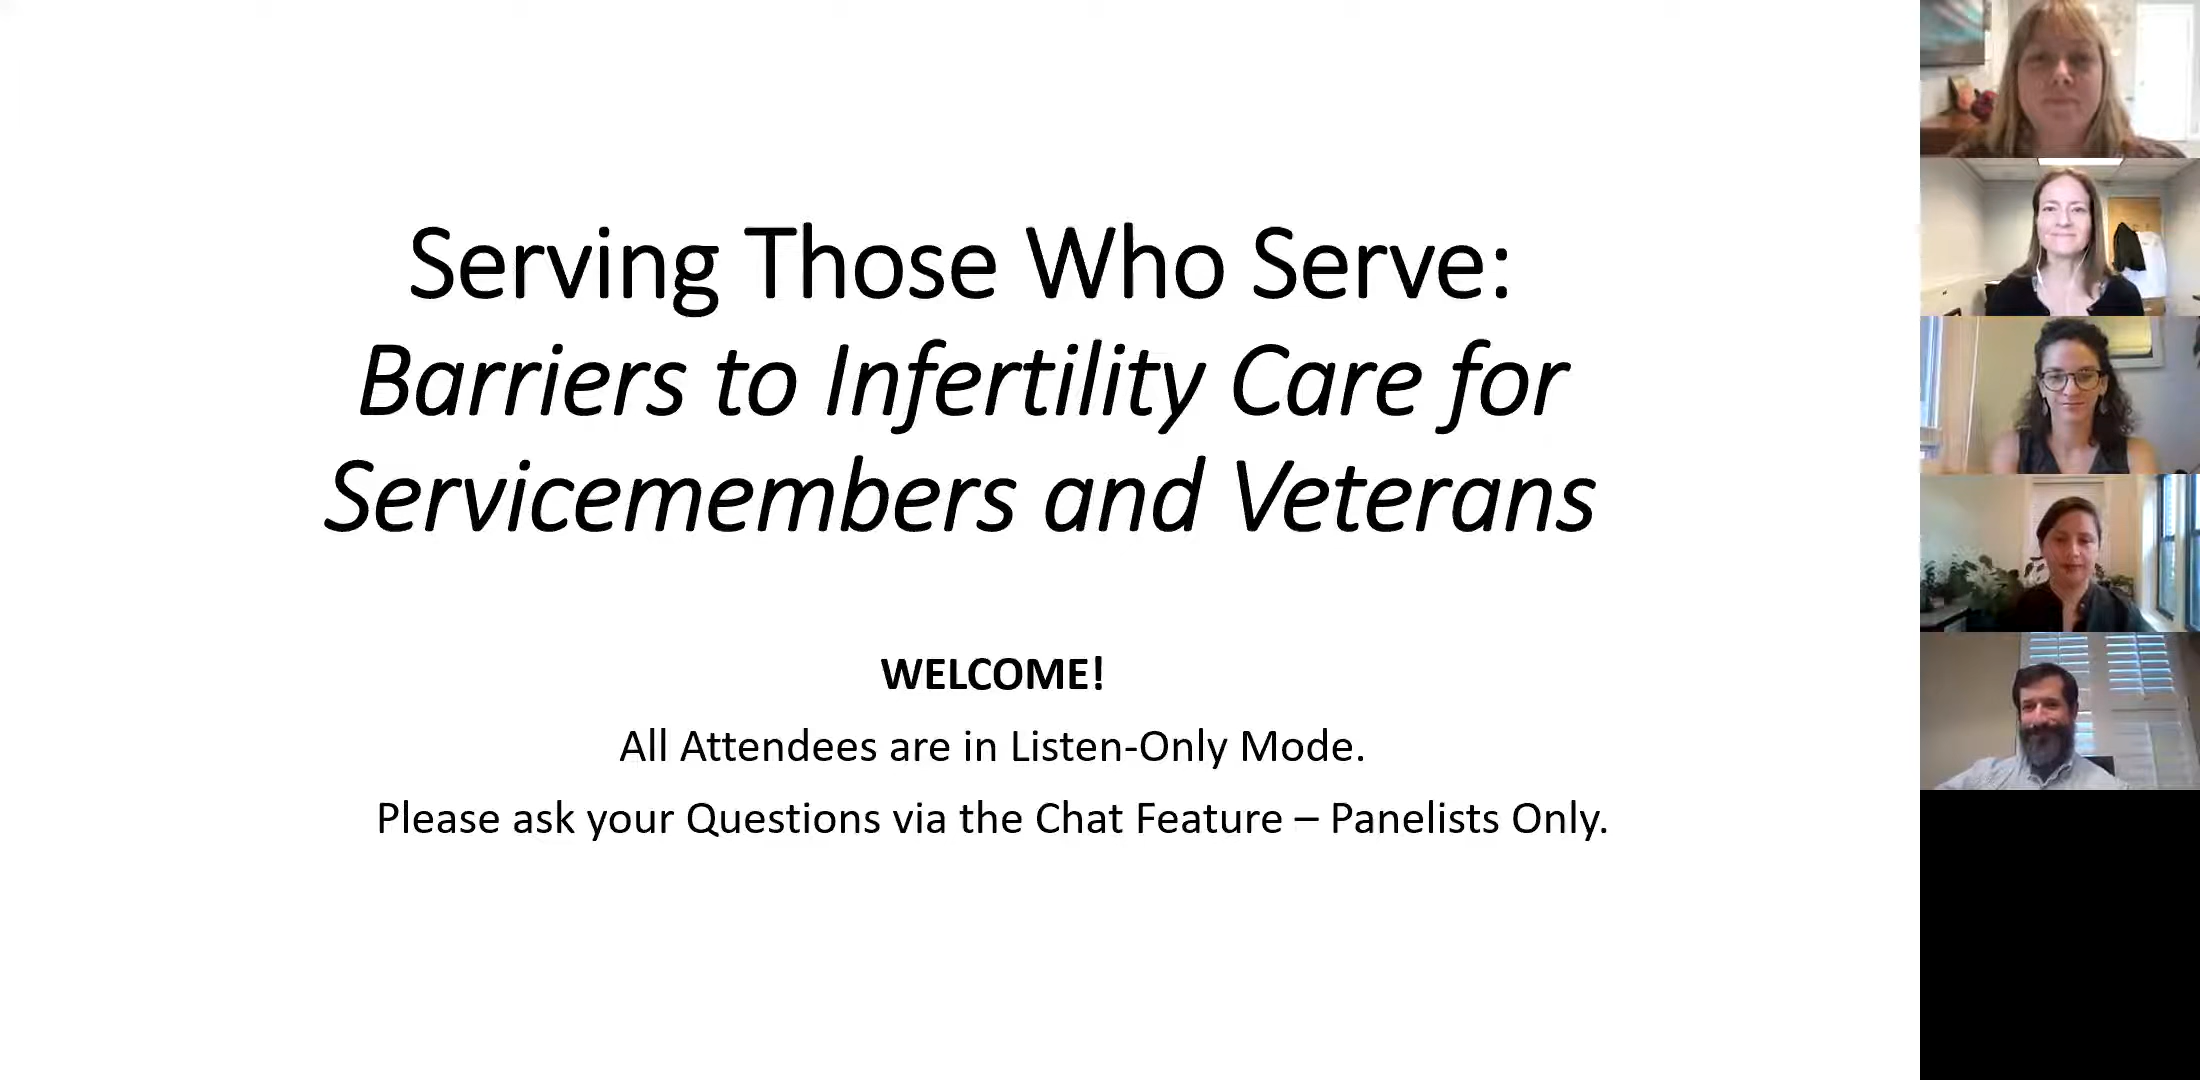 Serving Those Who Serve:
Barriers to Infertility Care for
Servicemembers and Veterans
WELCOME!
All Attendees are in Listen-Only Mode.
Please ask your Questions via the Chat Feature – Panelists Only.